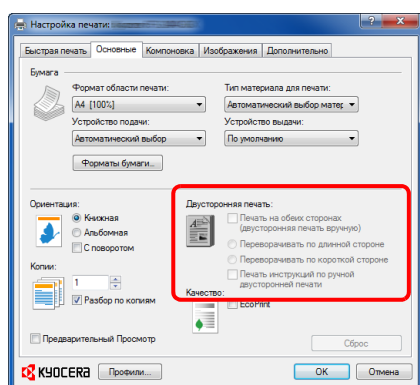 Настройка печати:
Быстрая печать Основные Компоновка Изображения Дополнительно
Бумага
Формат области печати:
A4 [100%]
Тип материала для печати:
Автоматический выбор матер
Устройство подачи:
Автоматический выбор
Устройство выдачи:
По умолчанию
Форматы бумаги...
Ориентация:
Книжная
Альбомная
С поворотом
Двусторонняя печать:
Печать на обеих сторонах
(двусторонняя печать вручную)
Переворачивать по длинной стороне
Переворачивать по короткой стороне
Печать инструкций по ручной
двусторонней печати
Копии:
1
Разбор по копиям
Качество:
EcoPrint
Предварительный Просмотр
Сброс
KYOCERA Профили... OK Отмена